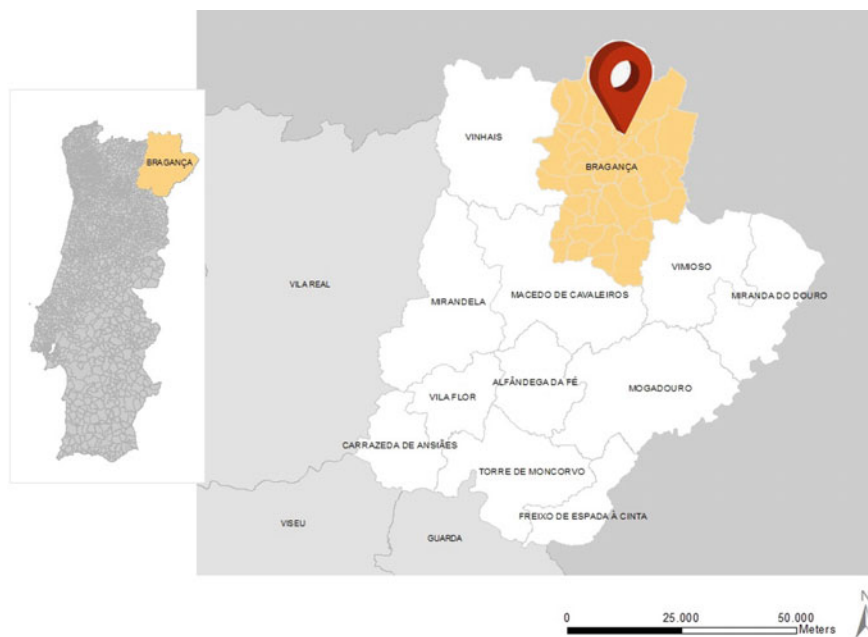 BRAGANÇA
VINHAIS
BRAGANÇA
VILA REAL
MIRANDELA
MACEDO DE CAVALEIROS
VIMIOSO
MIRANDA DO DOURO
ALFÂNDEGA DA FÉ
VILA FLOR
MOGADOURO
CARRAZEDA DE ANSIÃES
TORRE DE MONCORVO
FREIXO DE ESPADA À CINTA
VISEU
GUARDA
0 25.000 50.000
Meters
N